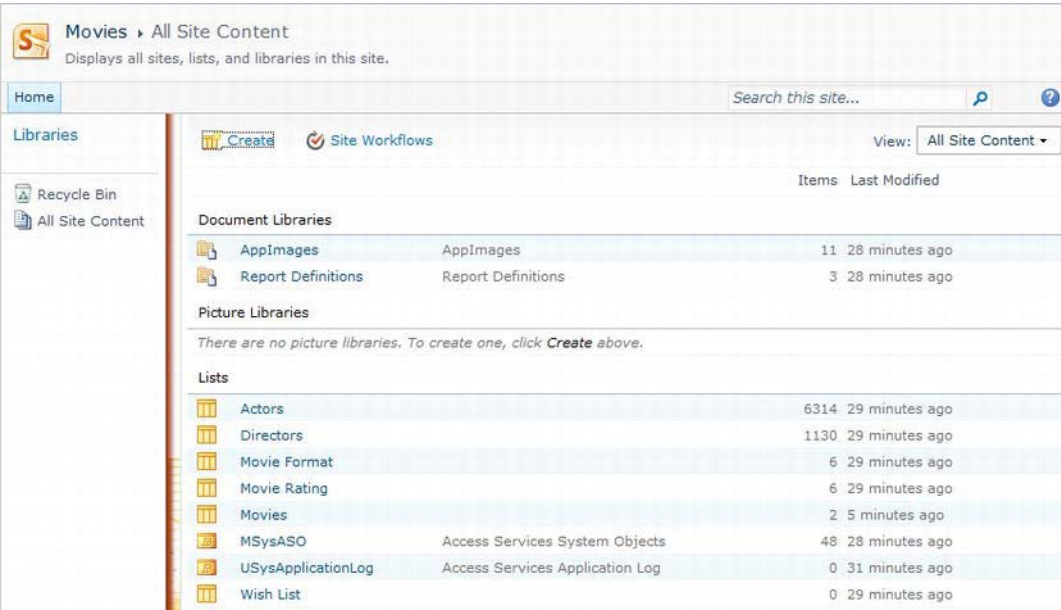 Movies ▸ All Site Content
Displays all sites, lists, and libraries in this site.
Home
Search this site...
Libraries
Create
Site Workflows
View: All Site Content
Recycle Bin
All Site Content
Items Last Modified
Document Libraries
AppImages AppImages 11 28 minutes ago
Report Definitions Report Definitions 3 28 minutes ago
Picture Libraries
There are no picture libraries. To create one, click Create above.
Lists
Actors 6314 29 minutes ago
Directors 1130 29 minutes ago
Movie Format 6 29 minutes ago
Movie Rating 6 29 minutes ago
Movies 2 5 minutes ago
MSysASO Access Services System Objects 48 28 minutes ago
USysApplicationLog Access Services Application Log 0 31 minutes ago
Wish List 0 29 minutes ago